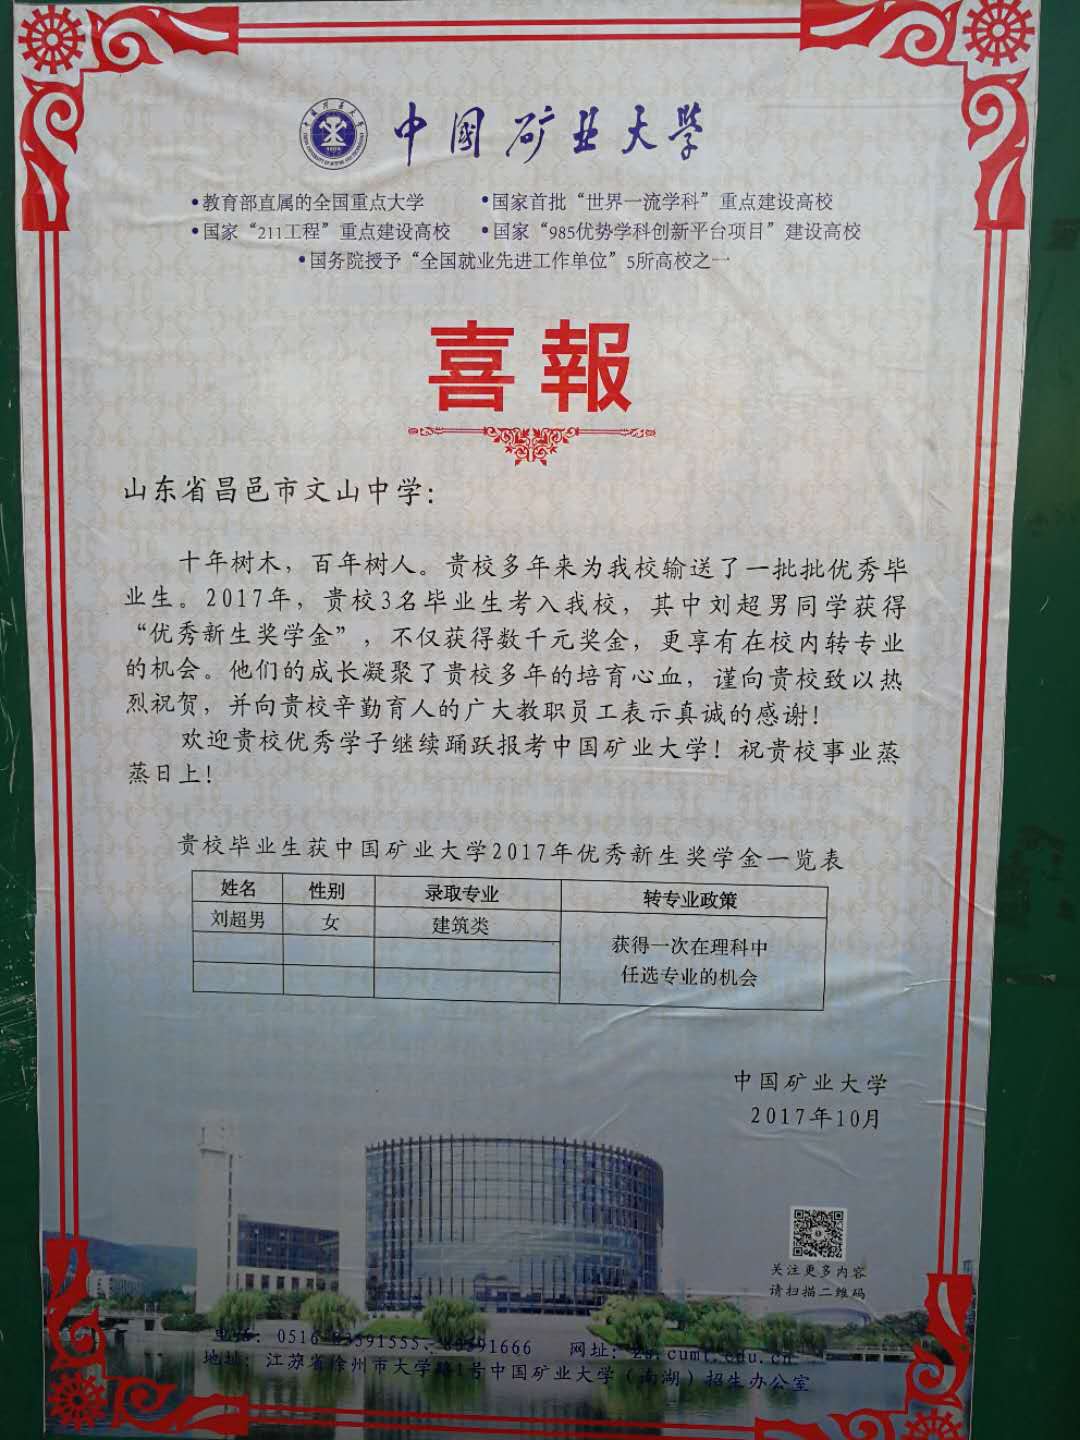 中国矿业大学
•教育部直属的全国重点大学 •国家首批“世界一流学科”重点建设高校
•国家“211工程”重点建设高校 •国家“985优势学科创新平台项目”建设高校
•国务院授予“全国就业先进工作单位”5所高校之一
喜報
山东省昌邑市文山中学：
十年树木，百年树人。贵校多年来为我校输送了一批批优秀毕
业生。2017年，贵校3名毕业生考入我校，其中刘超男同学获得
“优秀新生奖学金”，不仅获得数千元奖金，更享有在校内转专业
的机会。他们的成长凝聚了贵校多年的培育心血，谨向贵校致以热
烈祝贺，并向贵校辛勤育人的广大教职员工表示真诚的感谢！
欢迎贵校优秀学子继续踊跃报考中国矿业大学！祝贵校事业蒸
蒸日上！
贵校毕业生获中国矿业大学2017年优秀新生奖学金一览表
姓名 性别 录取专业 转专业政策
刘超男 女 建筑类
获得一次在理科中
任选专业的机会
中国矿业大学
2017年10月
关注更多内容
请扫描二维码
电话：0516-83591555、83591666 网址：zs.cumt.edu.cn
地址：江苏省徐州市大学路1号中国矿业大学（南湖）招生办公室